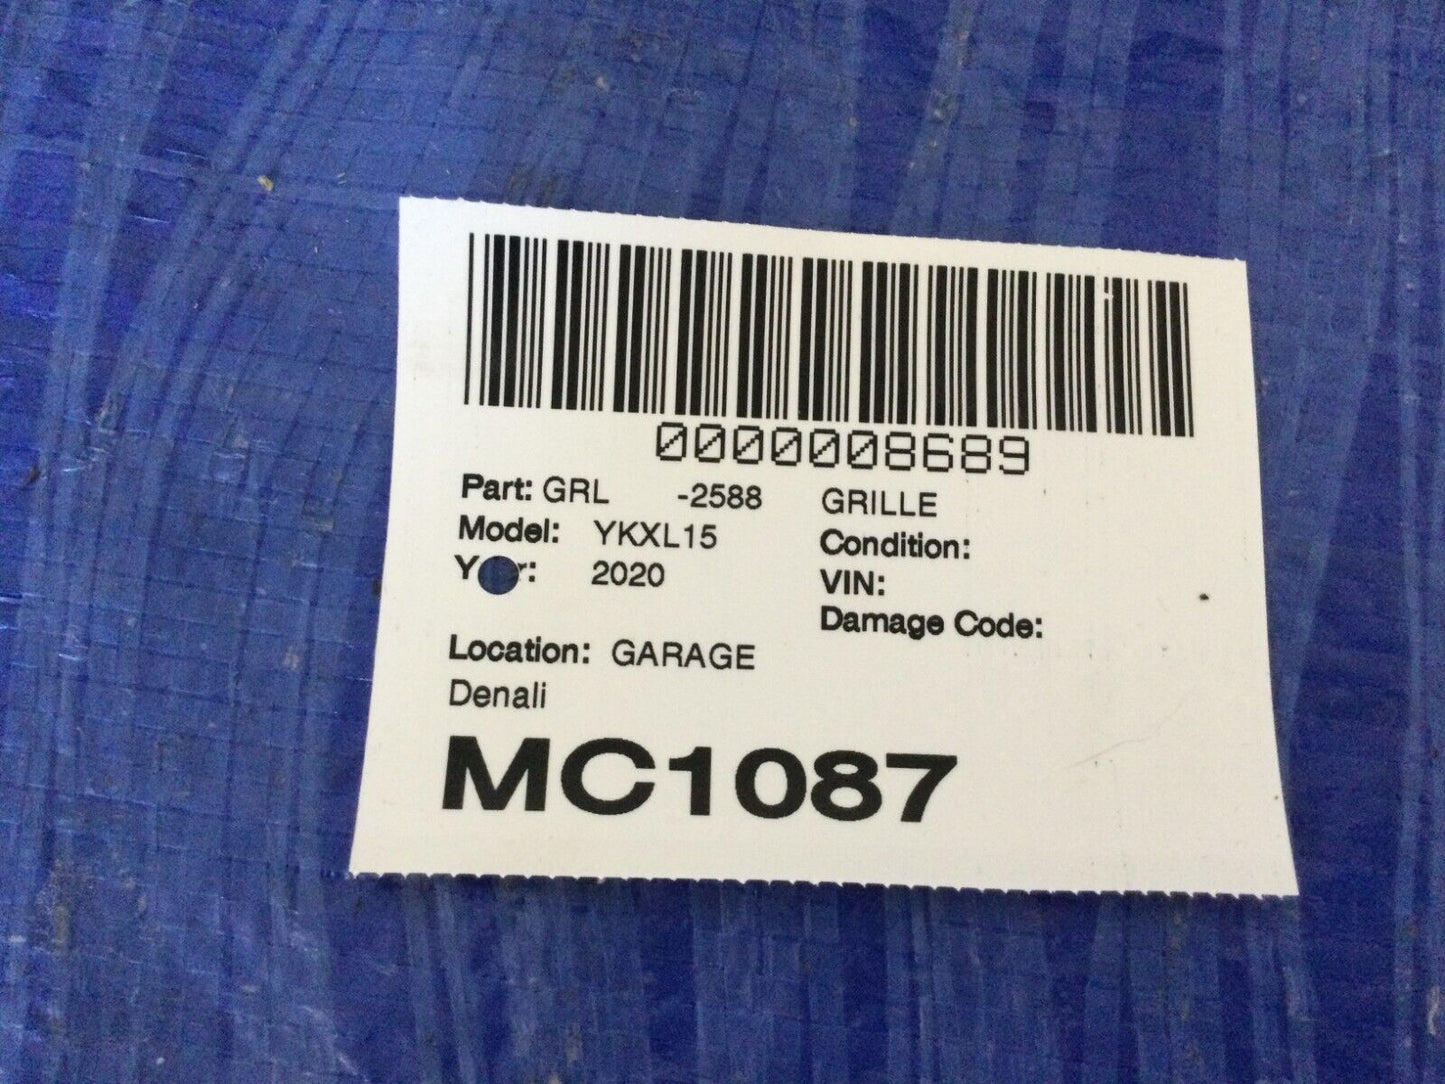 0000008689
Part: GRL -2588 GRILLE
Model: YKXL15 Condition:
Y r: 2020 VIN:
Damage Code:
Location: GARAGE
Denali
MC1087